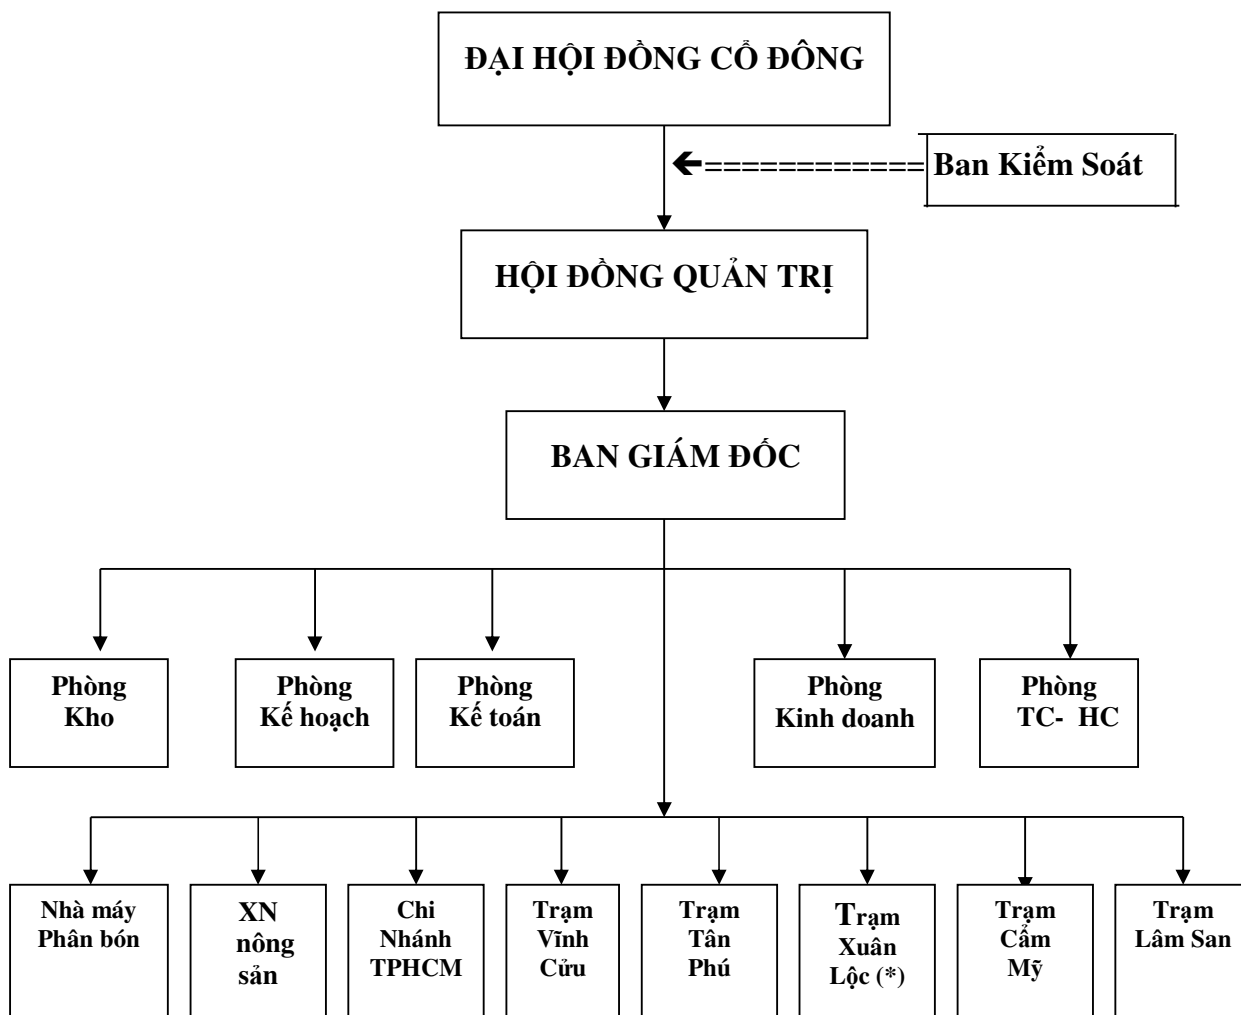 ĐẠI HỘI ĐỒNG CỔ ĐÔNG
Ban Kiểm Soát
HỘI ĐỒNG QUẢN TRỊ
BAN GIÁM ĐỐC
Phòng
Kho
Phòng
Kế hoạch
Phòng
Kế toán
Phòng
Kinh doanh
Phòng
TC- HC
Nhà máy
Phân bón
XN
nông
sản
Chi
Nhánh
TPHCM
Trạm
Vĩnh
Cửu
Trạm
Tân
Phú
Trạm
Xuân
Lộc (*)
Trạm
Cẩm
Mỹ
Trạm
Lâm San